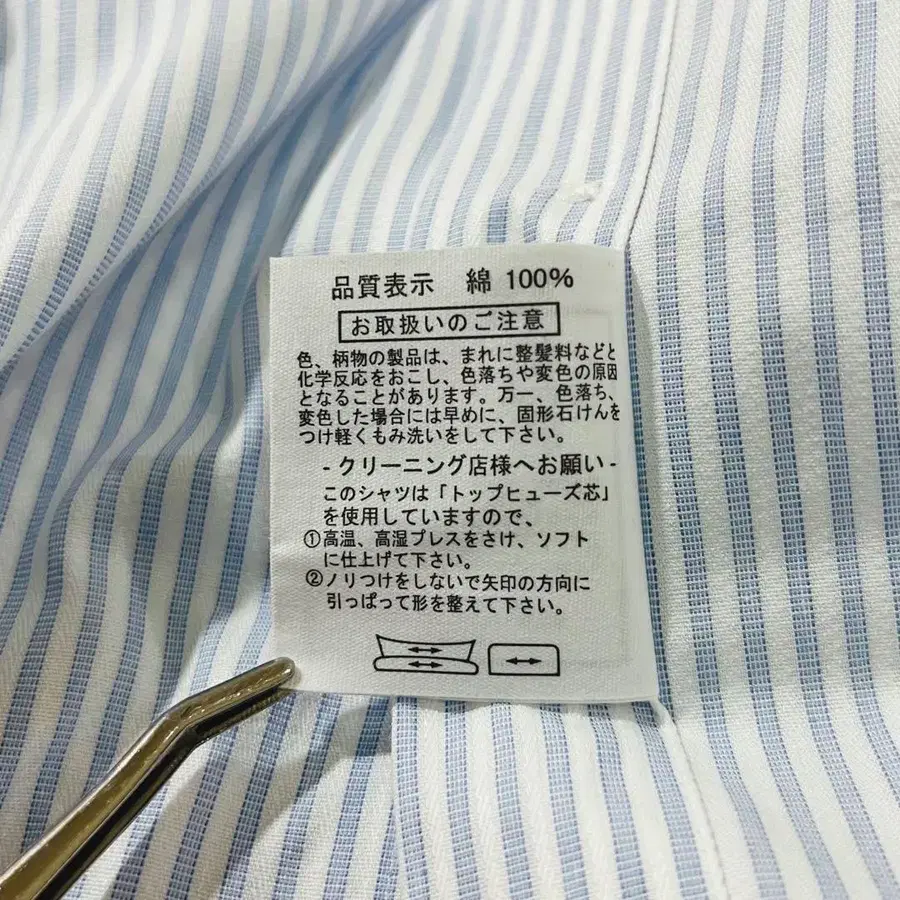 品質表示 綿 100%
お取扱いのご注意
色、柄物の製品は、まれに整髪料などと
化学反応をおこし、色落ちや変色の原因
となることがあります。万一、色落ち、
変色した場合には早めに、固形石けんを
つけ軽くもみ洗いをして下さい。
- クリーニング店様へお願い -
このシャツは「トップヒューズ芯」
を使用していますので、
①高温、高湿プレスをさけ、ソフト
に仕上げて下さい。
②ノリつけをしないで矢印の方向に
引っぱって形を整えて下さい。